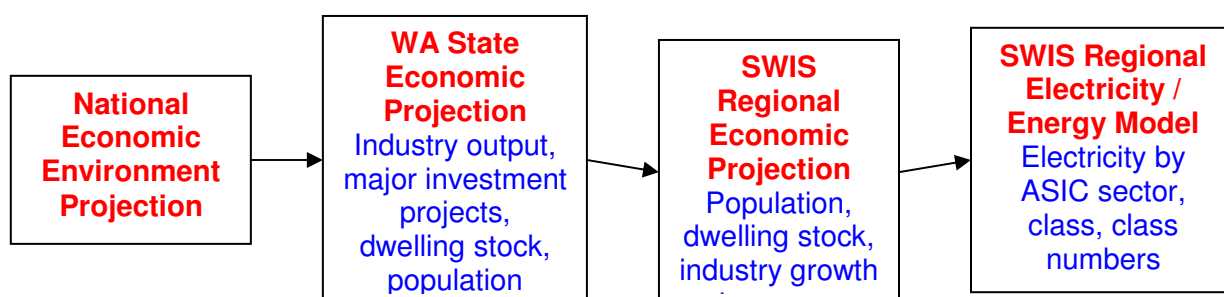 National
Economic
Environment
Projection
WA State
Economic
Projection
Industry output,
major investment
projects,
dwelling stock,
population
SWIS
Regional
Economic
Projection
Population,
dwelling stock,
industry growth
SWIS Regional
Electricity /
Energy Model
Electricity by
ASIC sector,
class, class
numbers